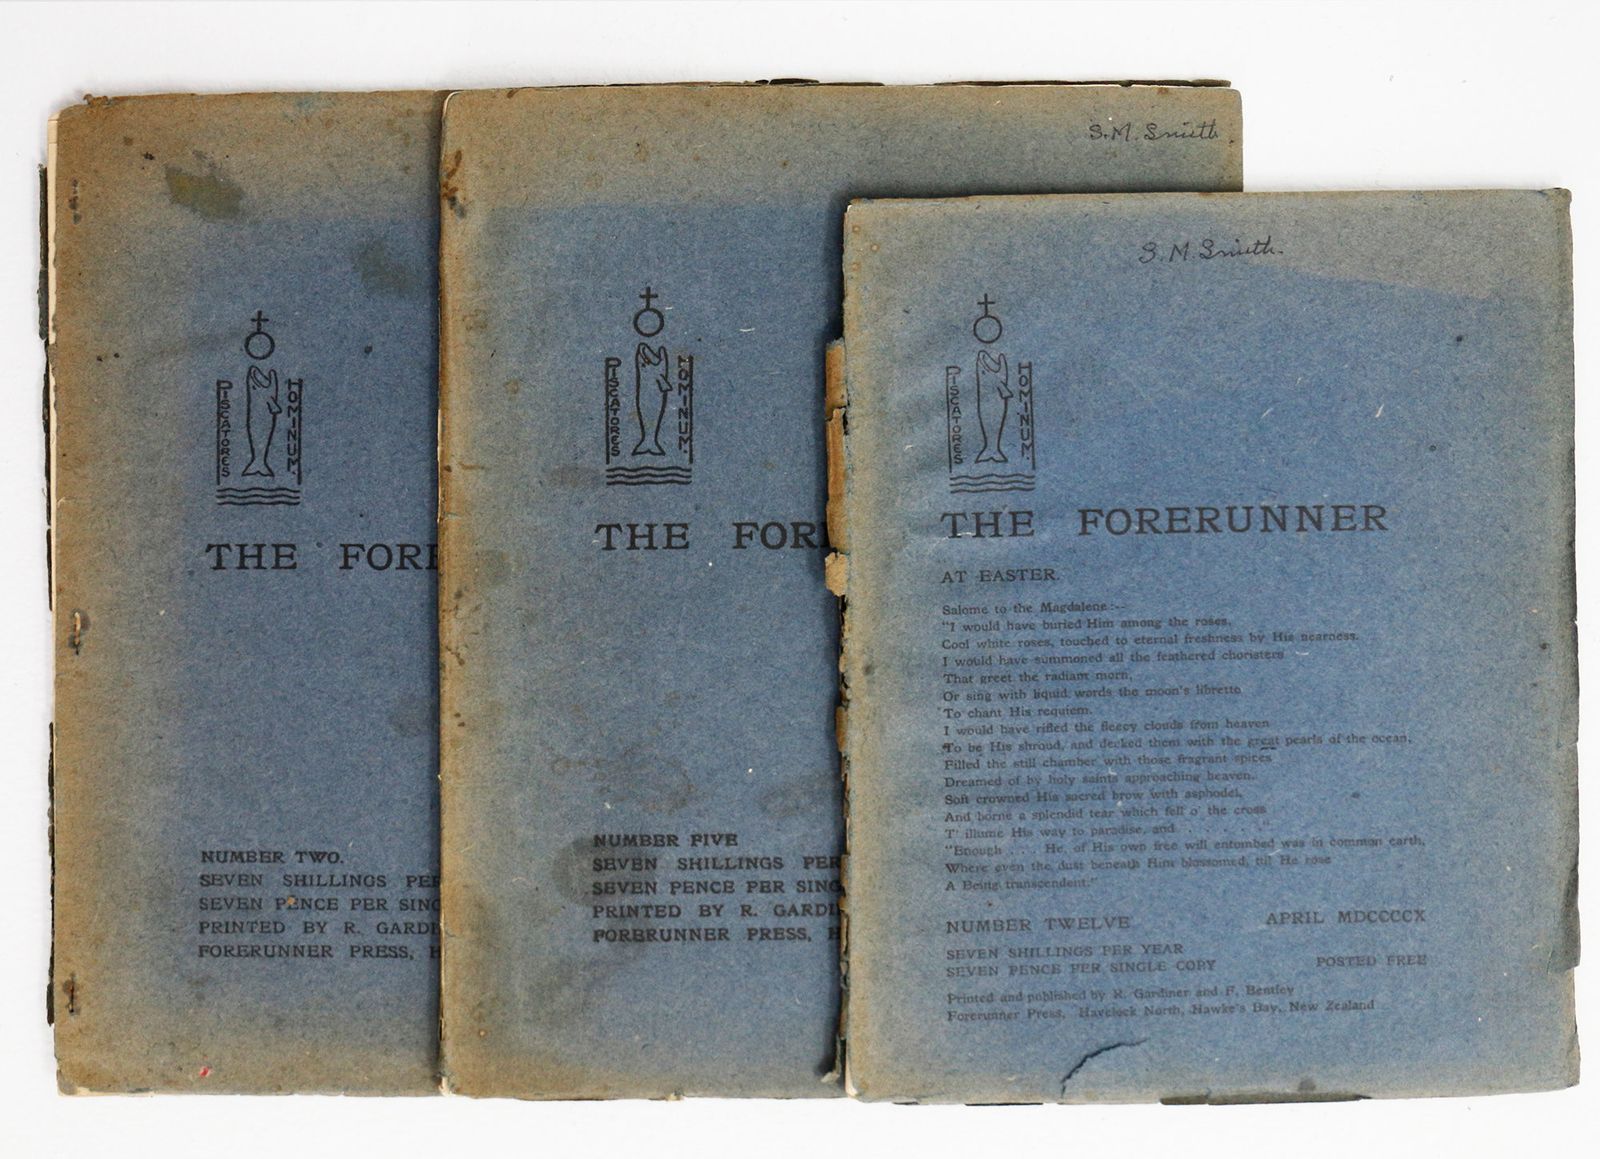 PISCATORES
HOMINUM.
THE FORE
NUMBER TWO.
SEVEN SHILLINGS PER
SEVEN PENCE PER SING
PRINTED BY R. GARDI
FORERUNNER PRESS, H
S. M. Smith
PISCATORES
HOMINUM.
THE FOR
NUMBER FIVE
SEVEN SHILLINGS PER
SEVEN PENCE PER SING
PRINTED BY R. GARDI
FORERUNNER PRESS, H
S. M. Smith.
PISCATORES
HOMINUM.
THE FORERUNNER
AT EASTER.
Salome to the Magdalene:--
"I would have buried Him among the roses,
Cool white roses, touched to eternal freshness by His nearness.
I would have summoned all the feathered choristers
That greet the radiant morn,
Or sing with liquid words the moon's libretto
To chant His requiem.
I would have rifled the fleecy clouds from heaven
To be His shroud, and decked them with the great pearls of the ocean,
Filled the still chamber with those fragrant spices
Dreamed of by holy saints approaching heaven.
Soft crowned His sacred brow with asphodel,
And borne a splendid tear which fell o' the cross
T' illume His way to paradise, and . . . . . . ."
"Enough . . . He, of His own free will entombed was in common earth,
Where even the dust beneath Him blossomed, till He rose
A Being transcendent."
NUMBER TWELVE APRIL MDCCCCX
SEVEN SHILLINGS PER YEAR
SEVEN PENCE PER SINGLE COPY POSTED FREE
Printed and published by R. Gardiner and F. Bentley
Forerunner Press, Havelock North, Hawke's Bay, New Zealand